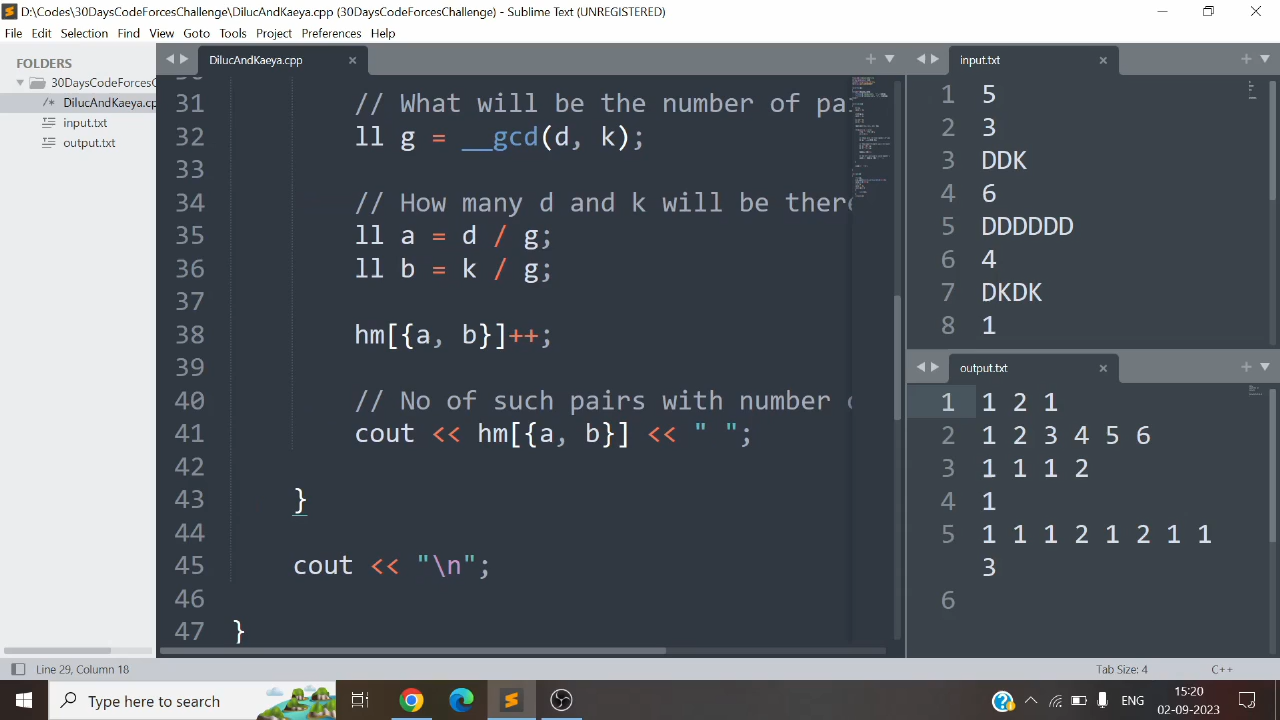 D:\Codes\30DaysCodeForcesChallenge\DilucAndKaeya.cpp (30DaysCodeForcesChallenge) - Sublime Text (UNREGISTERED)
File Edit Selection Find View Goto Tools Project Preferences Help
FOLDERS
30DaysCodeForcesC
/* DilucAndKaeya.cp
input.txt
output.txt
DilucAndKaeya.cpp
31 // What will be the number of pai
32 ll g = __gcd(d, k);
33
34 // How many d and k will be there
35 ll a = d / g;
36 ll b = k / g;
37
38 hm[{a, b}]++;
39
40 // No of such pairs with number
41 cout << hm[{a, b}] << " ";
42
43 }
44
45 cout << "\n";
46
47 }
input.txt
1 5
2 3
3 DDK
4 6
5 DDDDDD
6 4
7 DKDK
8 1
output.txt
1 1 2 1
2 1 2 3 4 5 6
3 1 1 1 2
4 1
5 1 1 1 2 1 2 1 1
3
6
Line 29, Column 18
Tab Size: 4
C++
Type here to search
ENG
15:20
02-09-2023